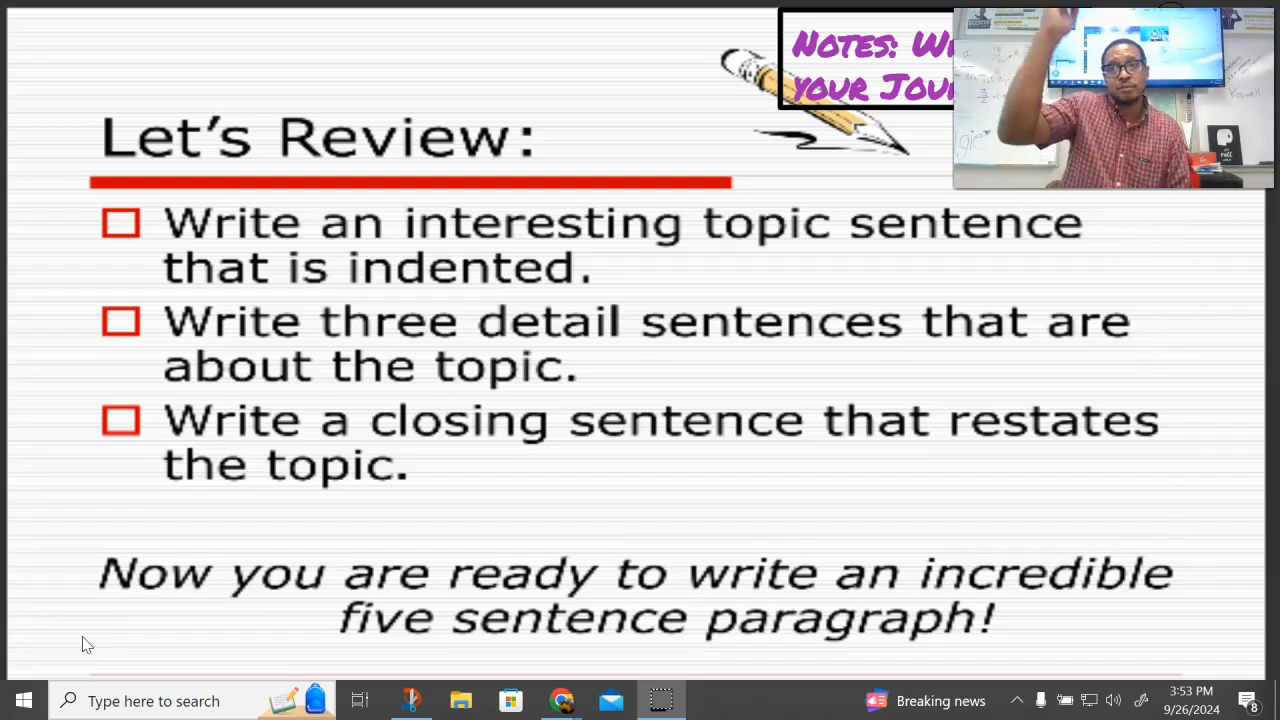 Notes:
your
Let's Review:
Write an interesting topic sentence
that is indented.
Write three detail sentences that are
about the topic.
Write a closing sentence that restates
the topic.
Now you are ready to write an incredible
five sentence paragraph!
Type here to search
Breaking news
3:53 PM
9/26/2024
8